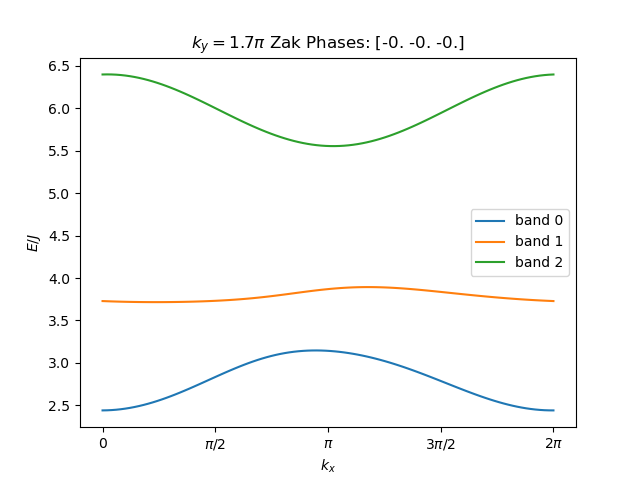 $k_y = 1.7\pi$ Zak Phases: [-0. -0. -0.]
6.5
6.0
5.5
5.0
4.5
4.0
3.5
3.0
2.5
E/J
band 0
band 1
band 2
0
π/2
π
3π/2
2π
$k_x$